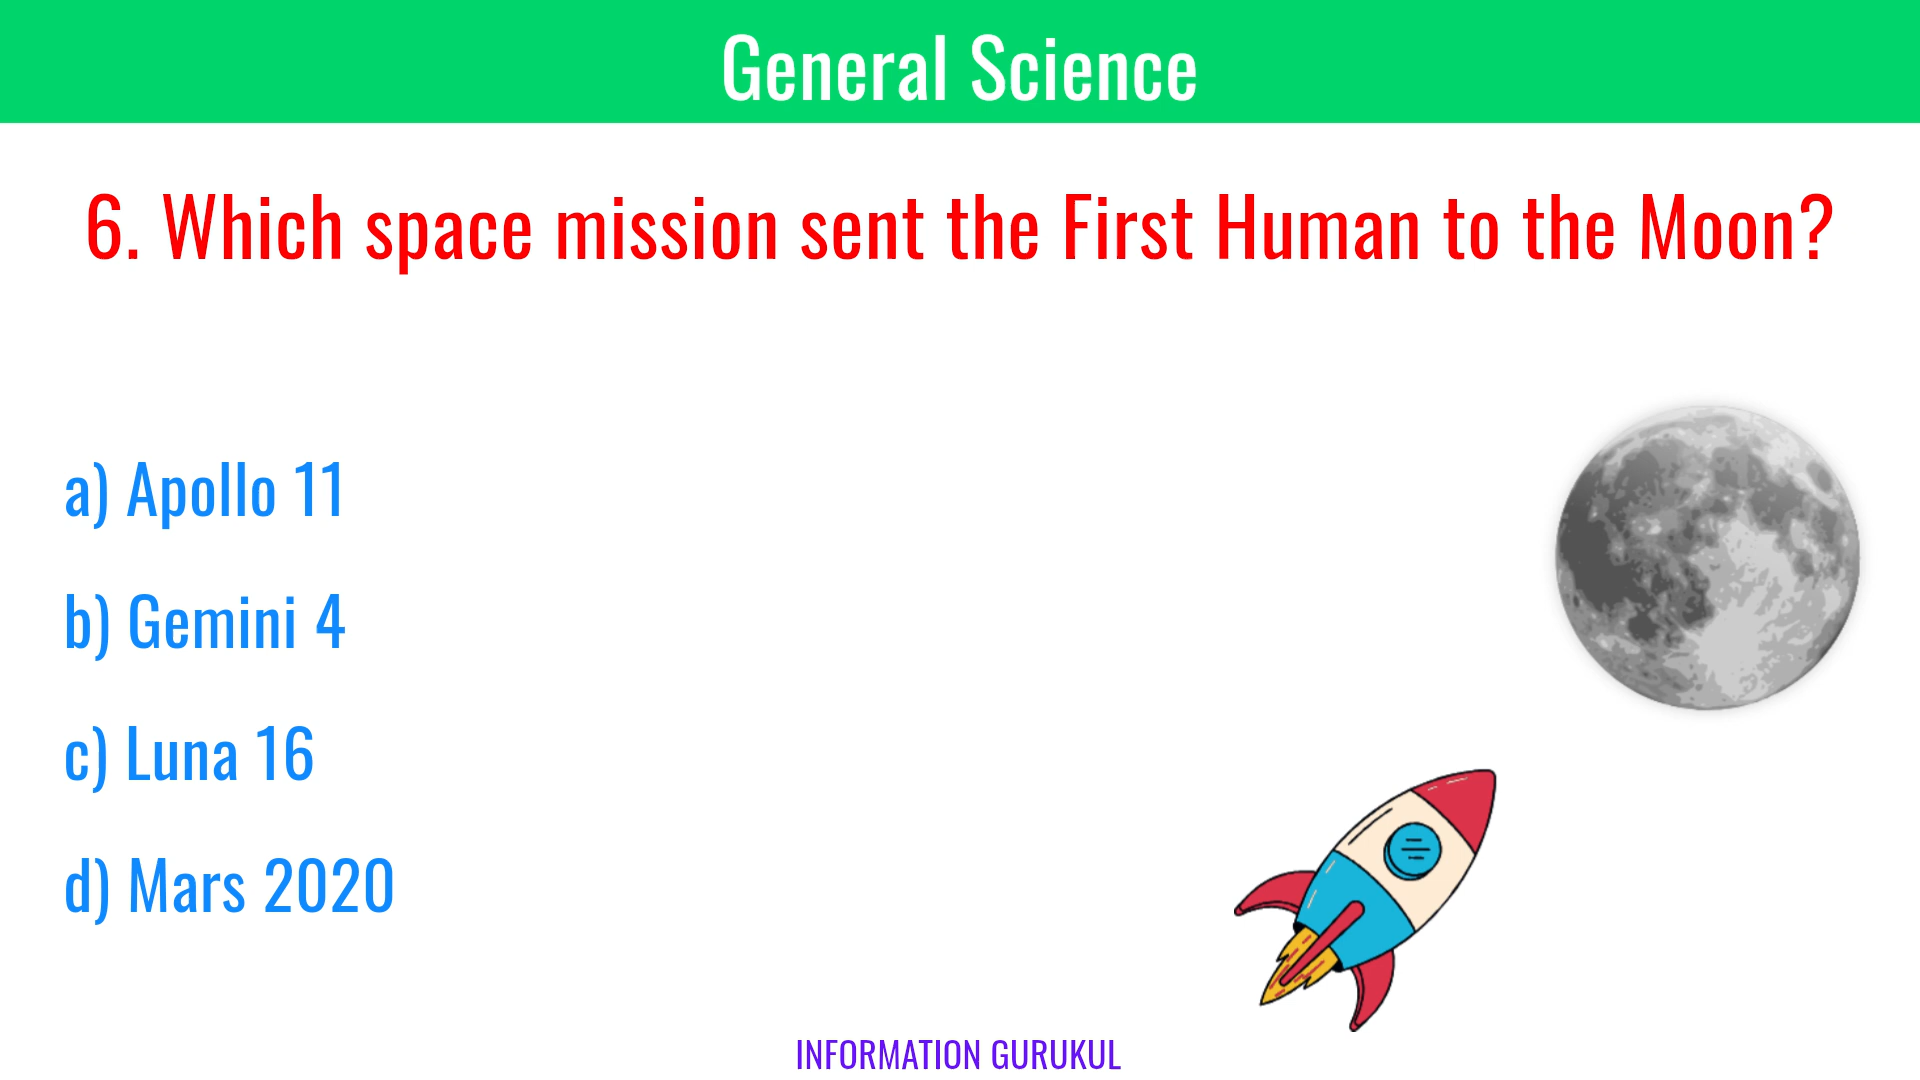 General Science
6. Which space mission sent the First Human to the Moon?
a) Apollo 11
b) Gemini 4
c) Luna 16
d) Mars 2020
INFORMATION GURUKUL